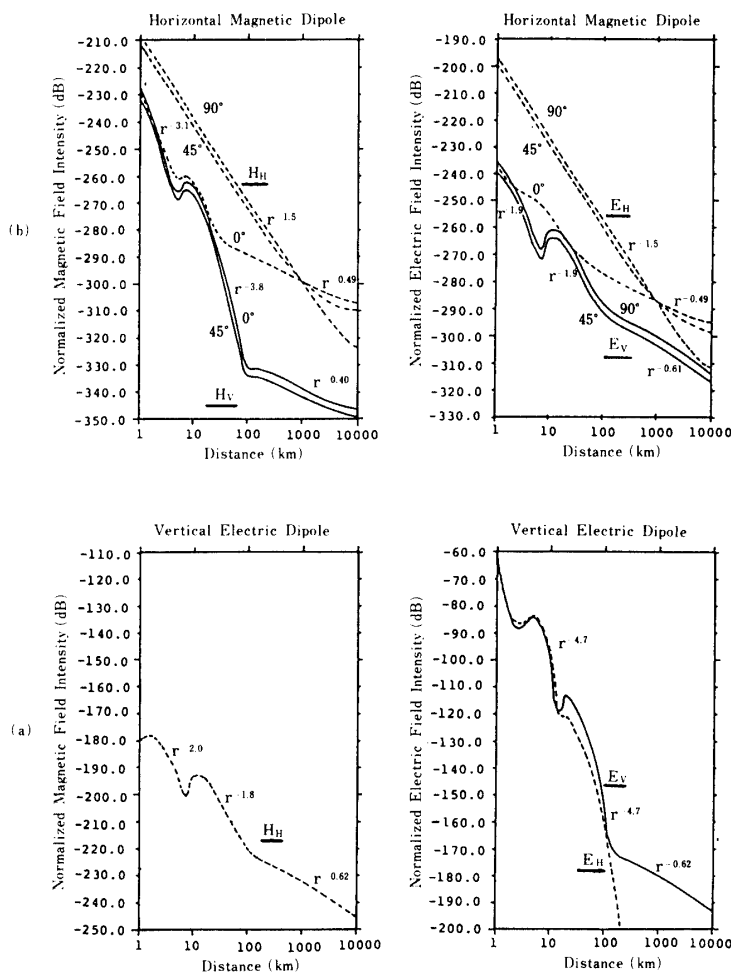 Horizontal Magnetic Dipole
Normalized Magnetic Field Intensity (dB)
-210.0
-220.0
-230.0
-240.0
-250.0
-260.0
-270.0
-280.0
-290.0
-300.0
-310.0
-320.0
-330.0
-340.0
-350.0
90°
r -3.1
45°
H_H
r -1.5
0°
r -0.49
r -3.8
0°
45°
r -0.40
H_V
1 10 100 1000 10000
Distance (km)
Horizontal Magnetic Dipole
Normalized Electric Field Intensity (dB)
-190.0
-200.0
-210.0
-220.0
-230.0
-240.0
-250.0
-260.0
-270.0
-280.0
-290.0
-300.0
-310.0
-320.0
-330.0
90°
45°
0°
E_H
r -1.9
r -1.5
r -1.9
90°
r -0.49
45°
E_V
r -0.61
1 10 100 1000 10000
Distance (km)
(b)
Vertical Electric Dipole
Normalized Magnetic Field Intensity (dB)
-110.0
-120.0
-130.0
-140.0
-150.0
-160.0
-170.0
-180.0
-190.0
-200.0
-210.0
-220.0
-230.0
-240.0
-250.0
r 2.0
r -1.8
H_H
r 0.62
1 10 100 1000 10000
Distance (km)
Vertical Electric Dipole
Normalized Electric Field Intensity (dB)
-60.0
-70.0
-80.0
-90.0
-100.0
-110.0
-120.0
-130.0
-140.0
-150.0
-160.0
-170.0
-180.0
-190.0
-200.0
r -4.7
E_V
r -4.7
r -0.62
E_H
1 10 100 1000 10000
Distance (km)
(a)